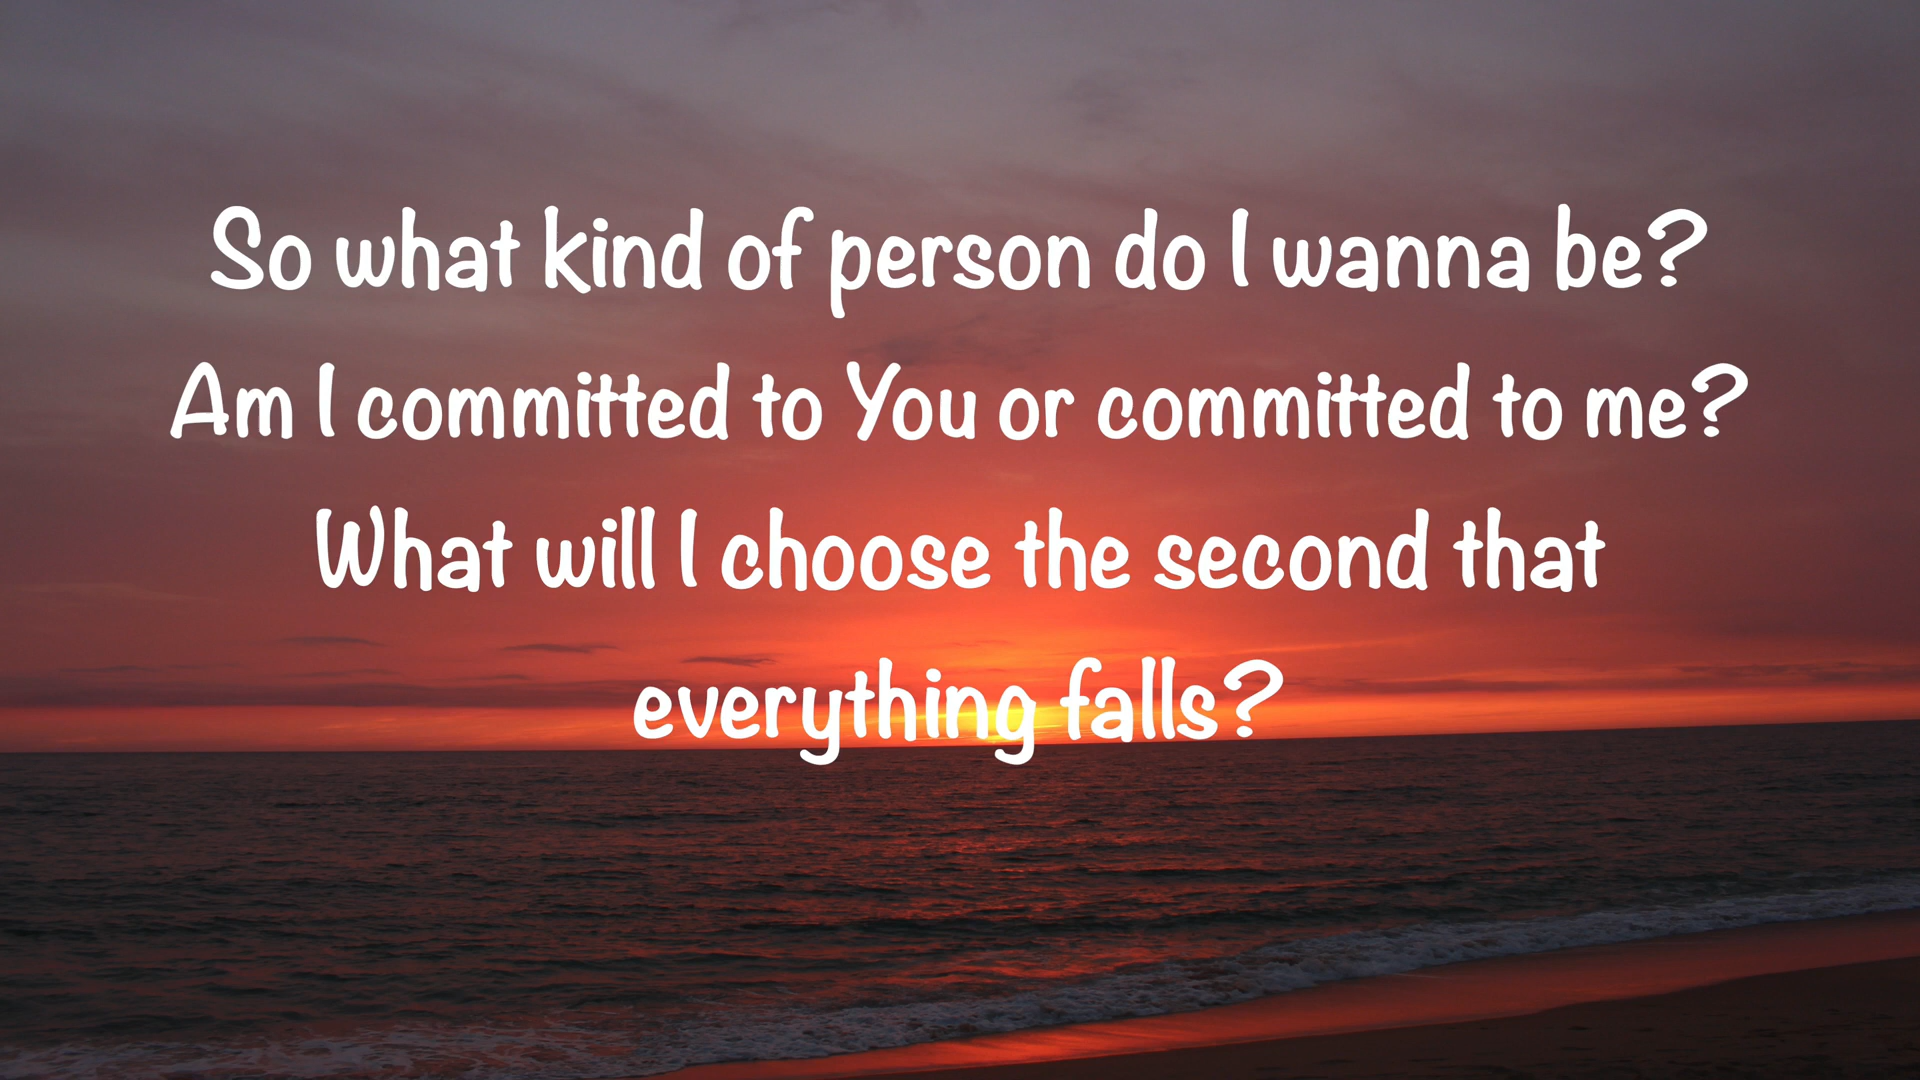 So what kind of person do I wanna be?
Am I committed to You or committed to me?
What will I choose the second that
everything falls?